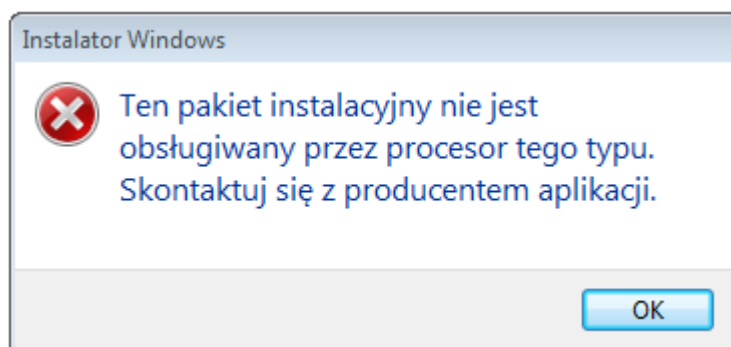 Instalator Windows
Ten pakiet instalacyjny nie jest
obsługiwany przez procesor tego typu.
Skontaktuj się z producentem aplikacji.
OK